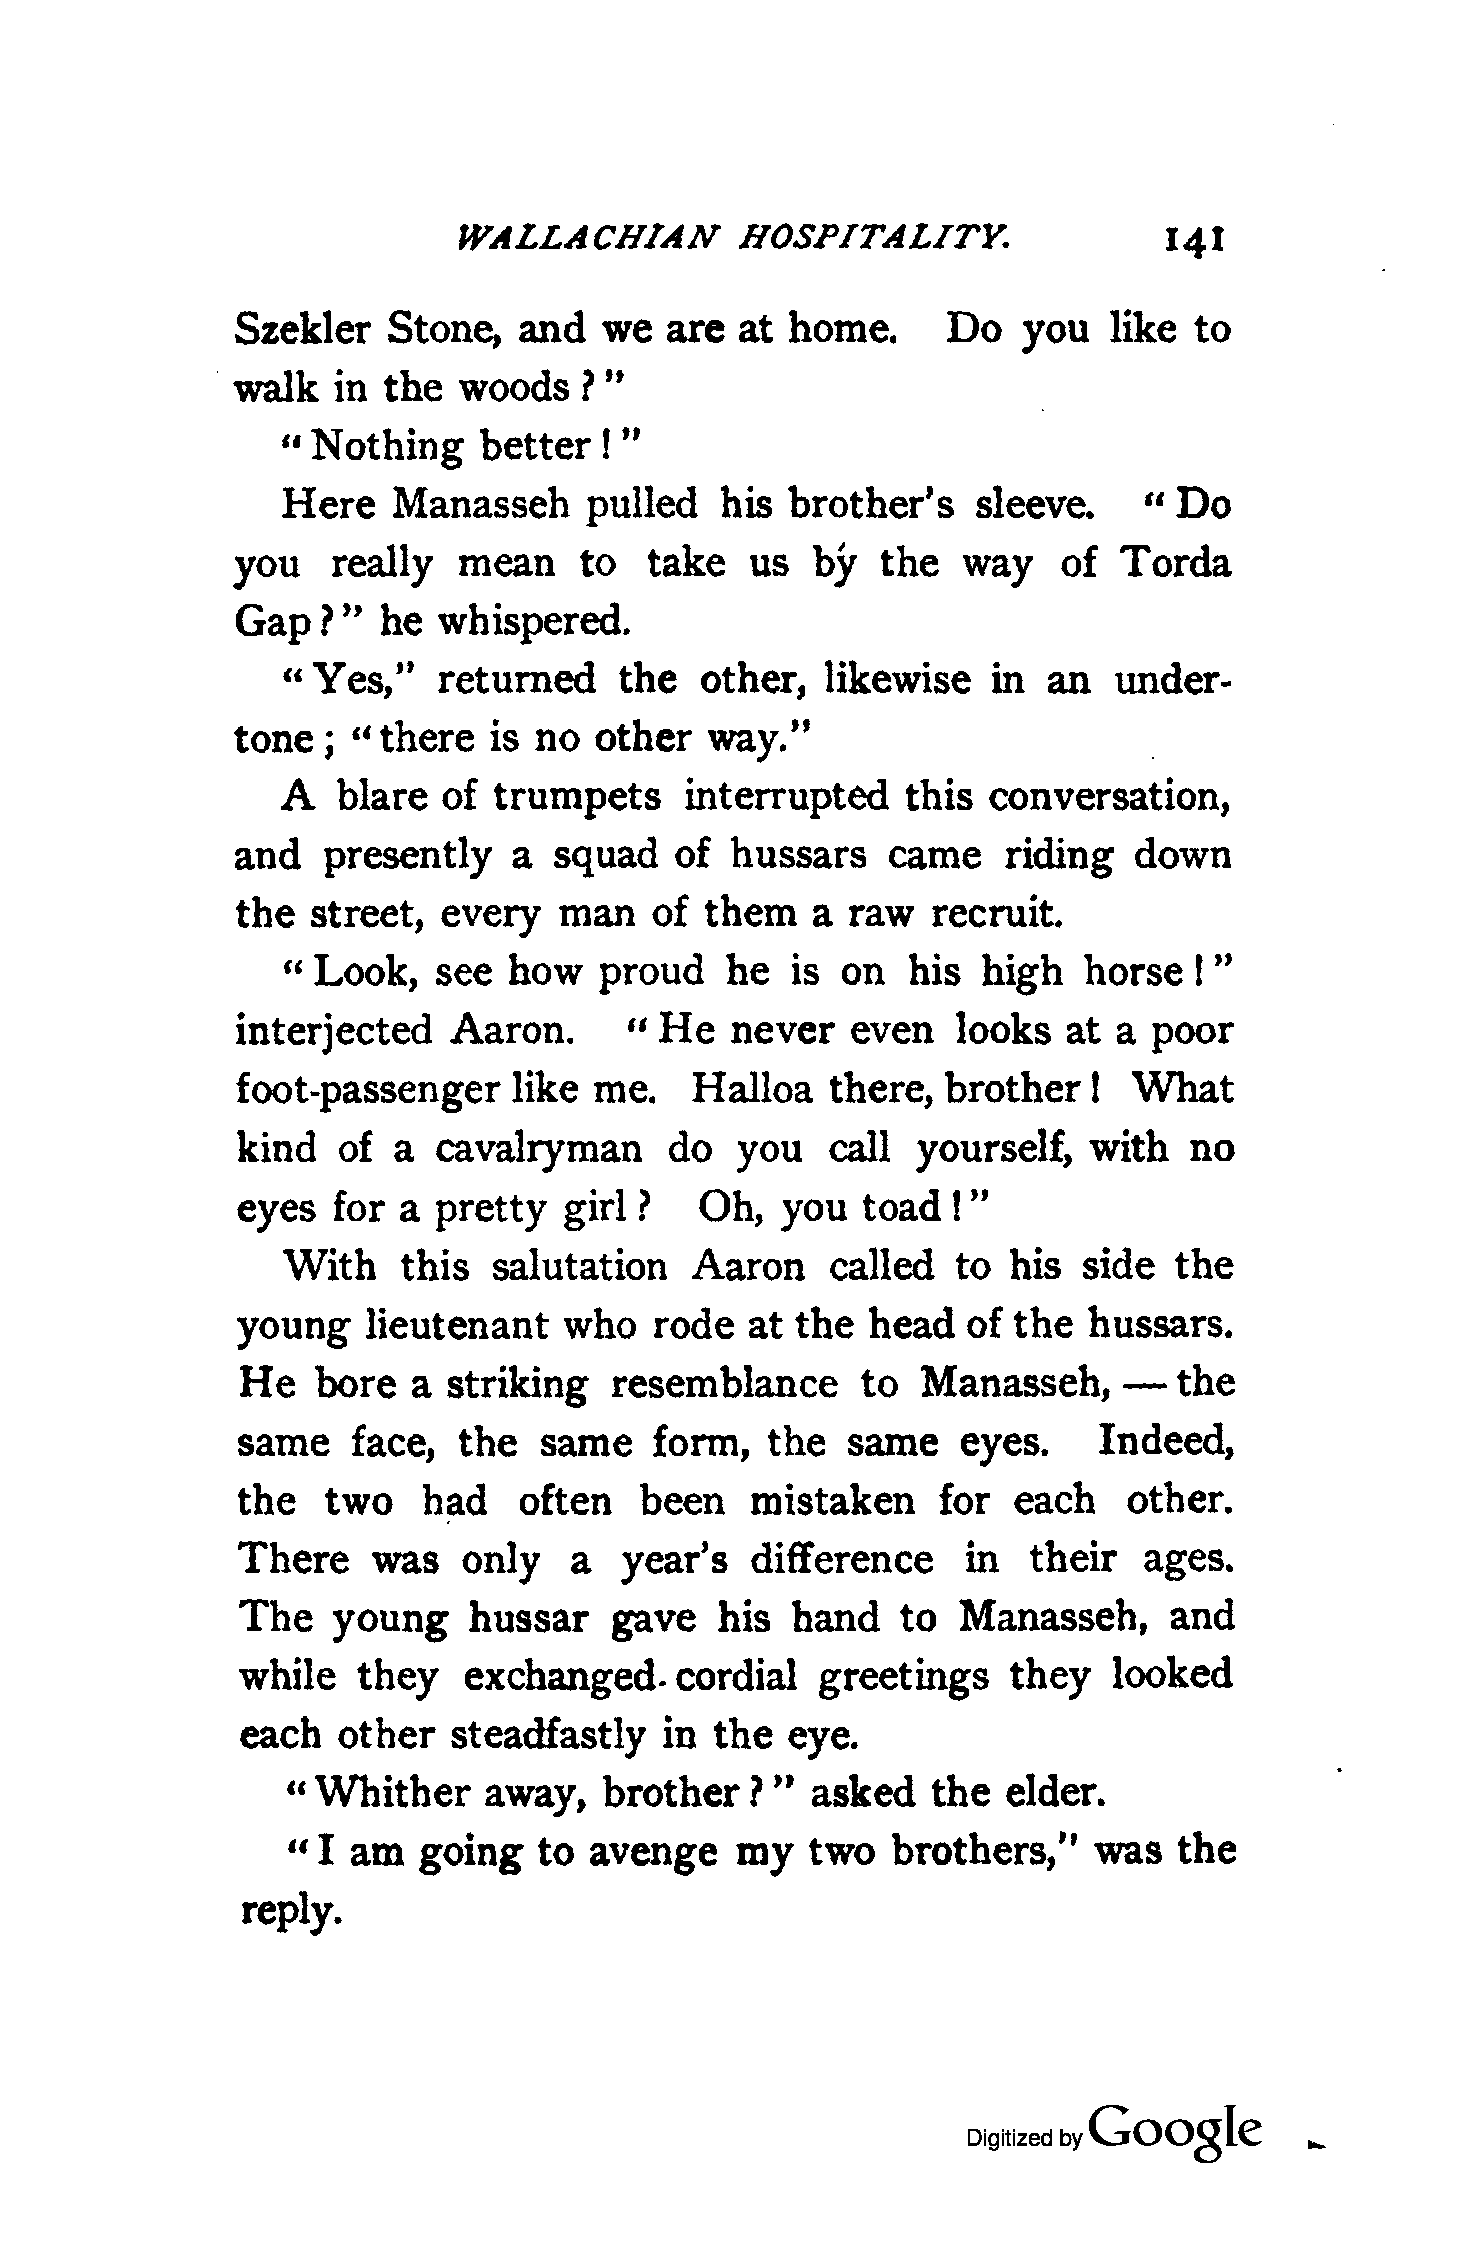 WALLACHIAN HOSPITALITY. 141
Szekler Stone, and we are at home. Do you like to
walk in the woods ?"
" Nothing better ! "
Here Manasseh pulled his brother's sleeve. " Do
you really mean to take us by the way of Torda
Gap ? " he whispered.
" Yes," returned the other, likewise in an under-
tone ; " there is no other way."
A blare of trumpets interrupted this conversation,
and presently a squad of hussars came riding down
the street, every man of them a raw recruit.
" Look, see how proud he is on his high horse ! "
interjected Aaron. " He never even looks at a poor
foot-passenger like me. Halloa there, brother ! What
kind of a cavalryman do you call yourself, with no
eyes for a pretty girl ? Oh, you toad ! "
With this salutation Aaron called to his side the
young lieutenant who rode at the head of the hussars.
He bore a striking resemblance to Manasseh, — the
same face, the same form, the same eyes. Indeed,
the two had often been mistaken for each other.
There was only a year's difference in their ages.
The young hussar gave his hand to Manasseh, and
while they exchanged cordial greetings they looked
each other steadfastly in the eye.
" Whither away, brother ? " asked the elder.
" I am going to avenge my two brothers," was the
reply.
Digitized by Google